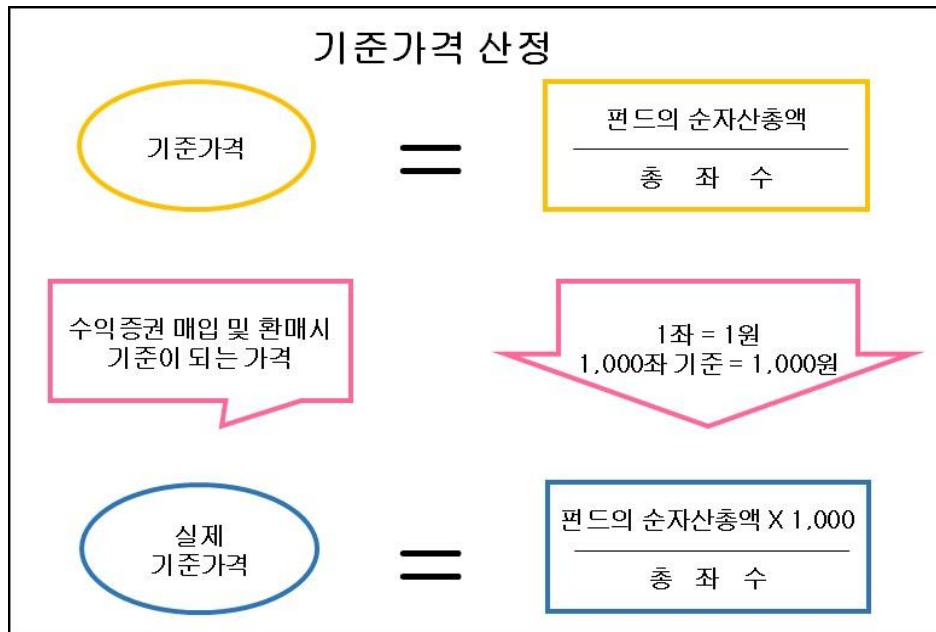 기준가격 산정
기준가격
=
펀드의 순자산총액
총 좌 수
수익증권 매입 및 환매시
기준이 되는 가격
1좌 = 1원
1,000좌 기준 = 1,000원
실제
기준가격
=
펀드의 순자산총액 X 1,000
총 좌 수